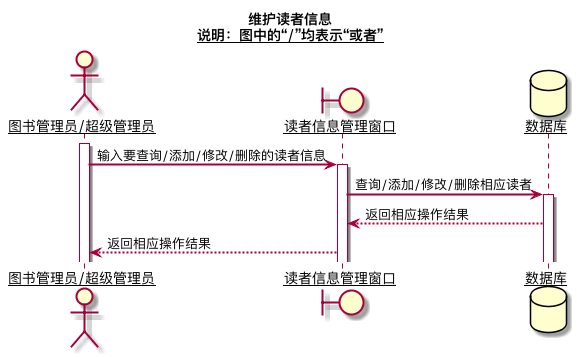 维护读者信息
说明：图中的“/”均表示“或者”
图书管理员/超级管理员
读者信息管理窗口
数据库
输入要查询/添加/修改/删除的读者信息
查询/添加/修改/删除相应读者
返回相应操作结果
返回相应操作结果
图书管理员/超级管理员
读者信息管理窗口
数据库